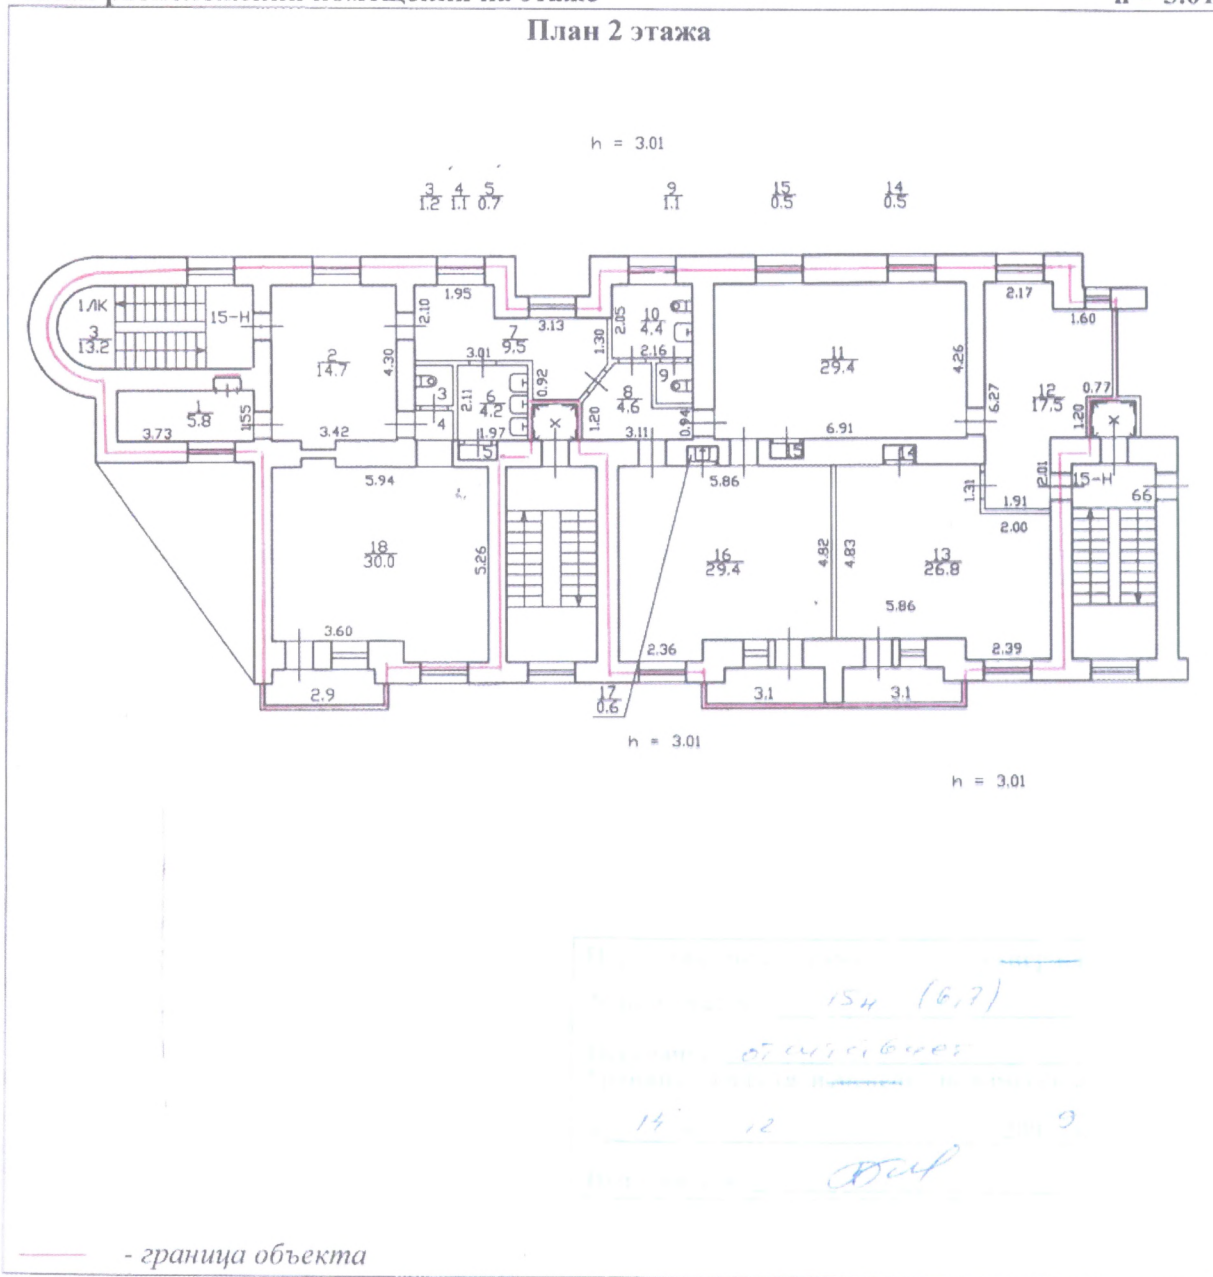 План 2 этажа
h = 3.01
3 4 5 9 15 14
1.2 1.1 0.7 1.1 0.5 0.5
1.95 2.17
1ЛК 15-Н 2.10 3.13 2.05 10 4.4 1.60
3 13.2 7 9.5 1.30 2.16
2 14.7 4.30 3.01 9 11 29.4 4.26
3 2.11 6 4.2 0.92 8 4.6 6.27 12 17.5 0.77
1 5.8 1.55 4 1.20 0.94 1.20
3.73 3.42 1.97 3.11 6.91
5 15 14
5.94 5.86 1.31 2.01 15-Н
1.91 66
2.00
18 30.0 5.26 16 29.4 4.82 4.83 13 26.8
5.86
3.60 2.36 2.39
2.9 17 0.6 3.1 3.1
h = 3.01
h = 3.01
15н (6,7)
отсутствует
14 12
- граница объекта